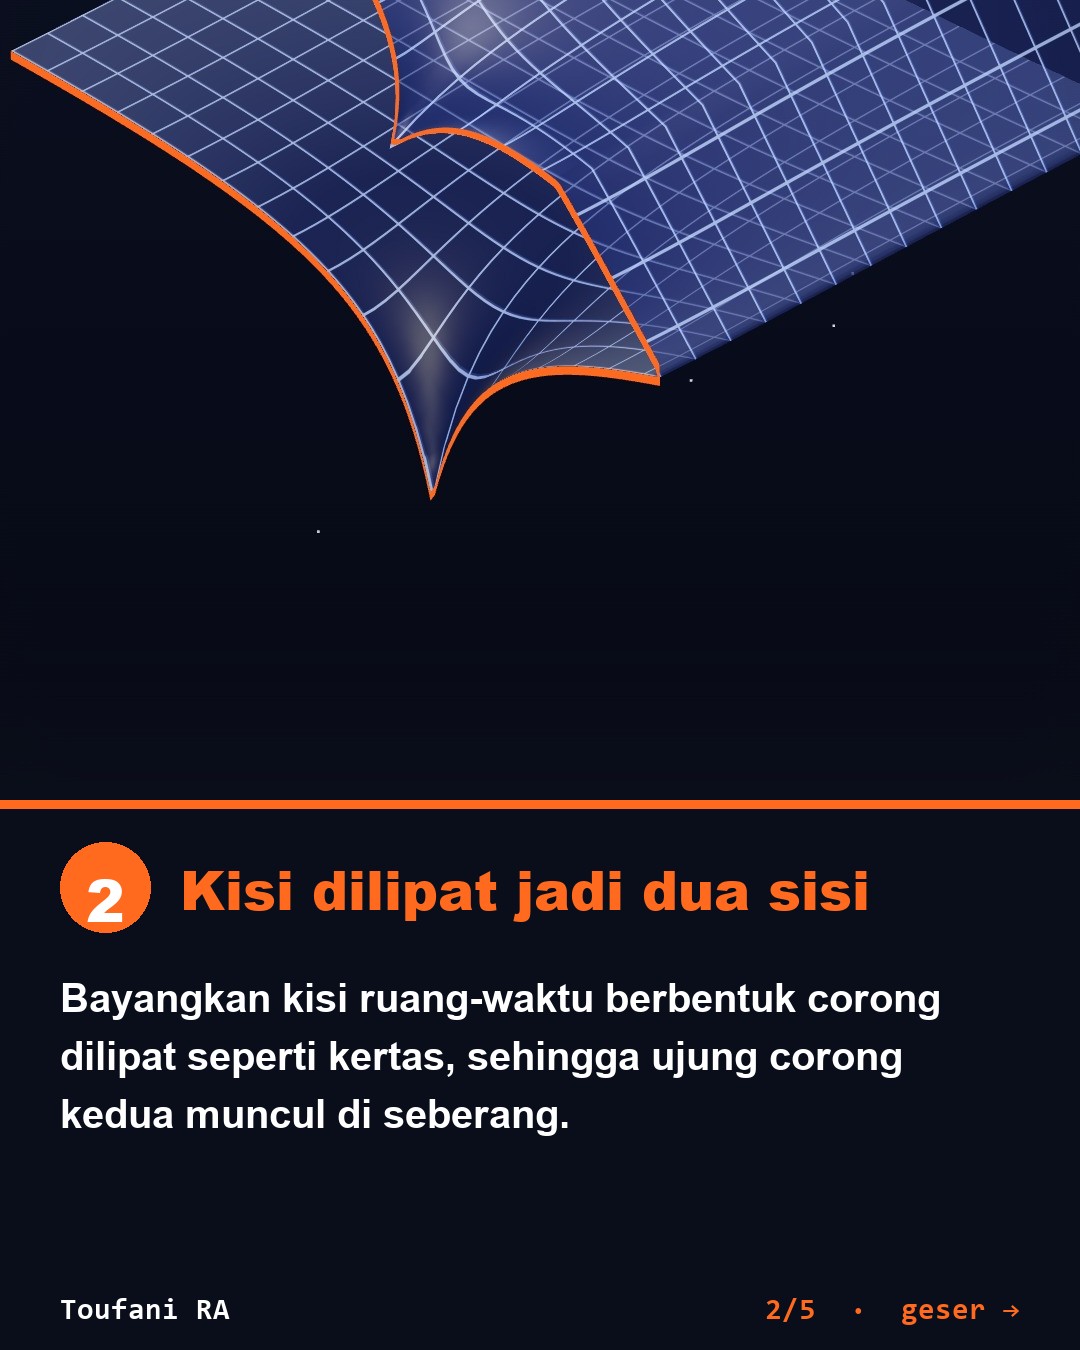 2 Kisi dilipat jadi dua sisi
Bayangkan kisi ruang-waktu berbentuk corong
dilipat seperti kertas, sehingga ujung corong
kedua muncul di seberang.
Toufani RA
2/5 · geser →